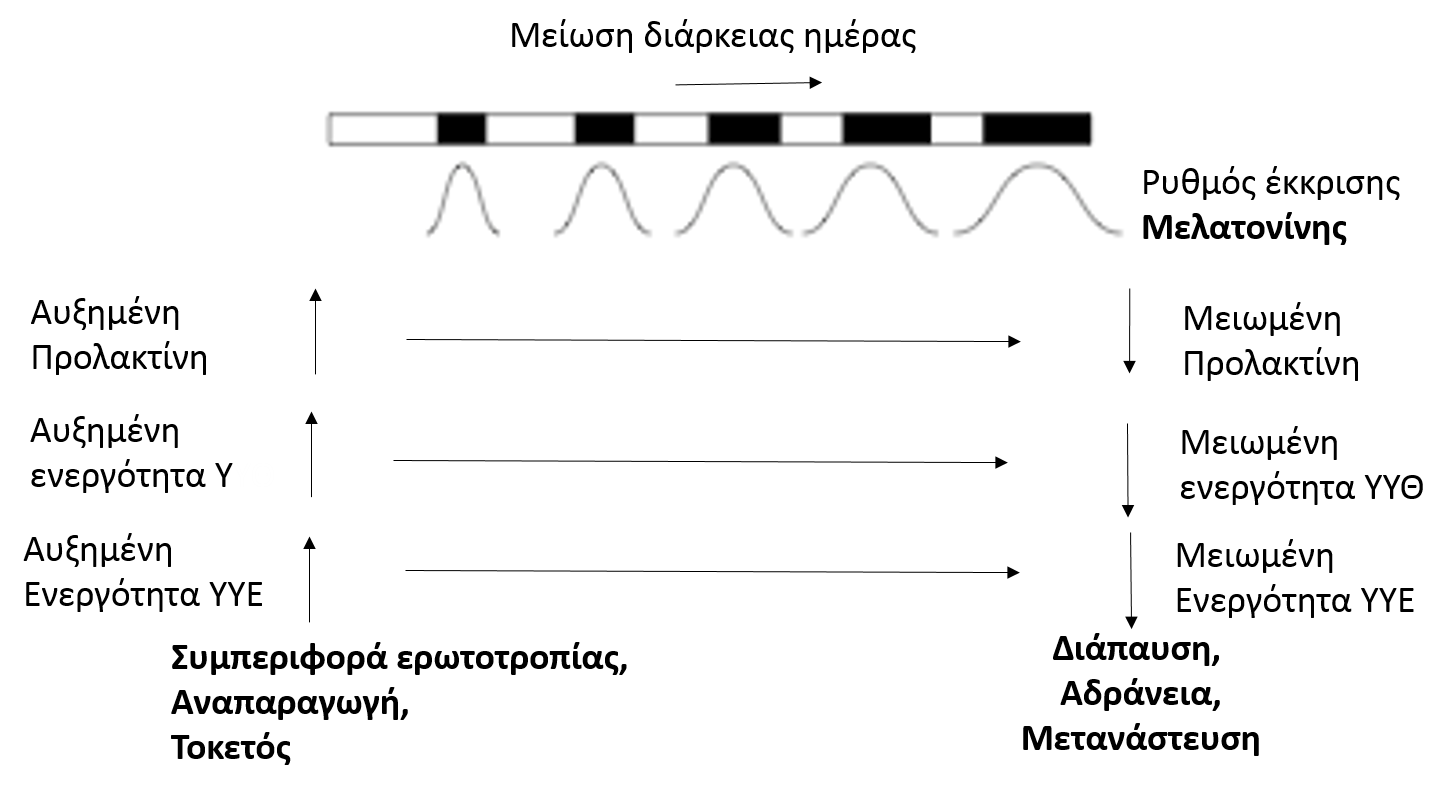 Μείωση διάρκειας ημέρας
Ρυθμός έκκρισης
Μελατονίνης
Αυξημένη
Προλακτίνη
Μειωμένη
Προλακτίνη
Αυξημένη
ενεργότητα Υ
Μειωμένη
ενεργότητα ΥΥΘ
Αυξημένη
Ενεργότητα ΥΥΕ
Μειωμένη
Ενεργότητα ΥΥΕ
Συμπεριφορά ερωτοτροπίας,
Αναπαραγωγή,
Τοκετός
Διάπαυση,
Αδράνεια,
Μετανάστευση